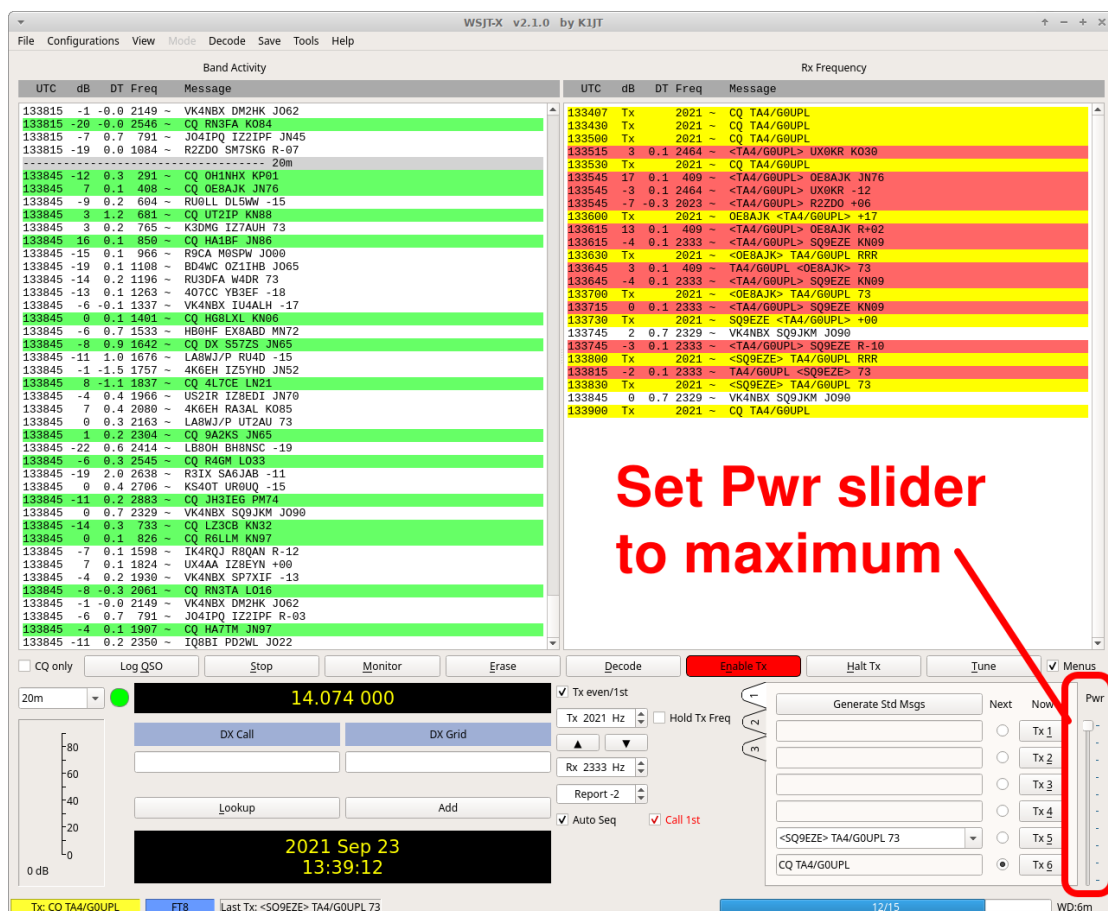 WSJT-X v2.1.0 by K1JT
File Configurations View Mode Decode Save Tools Help
Band Activity
UTC dB DT Freq Message
133815 -1 -0.0 2149 ~ VK4NBX DM2HK JO62
133815 -20 -0.0 2546 ~ CQ RN3FA KO84
133815 -7 0.7 791 ~ JO4IPQ IZ2IPF JN45
133815 -19 0.0 1084 ~ R2ZDO SM7SKG R-07
---------------------------------- 20m
133845 -12 0.3 291 ~ CQ OH1NHX KP01
133845 7 0.1 408 ~ CQ OE8AJK JN76
133845 -9 0.2 604 ~ RU0LL DL5WW -15
133845 3 1.2 681 ~ CQ UT2IP KN88
133845 3 0.2 765 ~ K3DMG IZ7AUH 73
133845 16 0.1 850 ~ CQ HA1BF JN86
133845 -15 0.1 966 ~ R9CA M0SPW JO00
133845 -19 0.1 1108 ~ BD4WC OZ1IHB JO65
133845 -14 0.2 1196 ~ RU3DFA W4DR 73
133845 -13 0.1 1263 ~ 4O7CC YB3EF -18
133845 -6 -0.1 1337 ~ VK4NBX IU4ALH -17
133845 0 0.1 1401 ~ CQ HG8LXL KN06
133845 -6 0.7 1533 ~ HB0HF EX8ABD MN72
133845 -8 0.9 1642 ~ CQ DX S57ZS JN65
133845 -11 1.0 1676 ~ LA8WJ/P RU4D -15
133845 -1 -1.5 1757 ~ 4K6EH IZ5YHD JN52
133845 8 -1.1 1837 ~ CQ 4L7CE LN21
133845 -4 0.4 1966 ~ US2IR IZ8EDI JN70
133845 7 0.4 2080 ~ 4K6EH RA3AL KO85
133845 0 0.3 2163 ~ LA8WJ/P UT2AU 73
133845 1 0.2 2304 ~ CQ 9A2KS JN65
133845 -22 0.6 2414 ~ LB8OH BH8NSC -19
133845 -6 0.3 2545 ~ CQ R4GM LO33
133845 -19 2.0 2638 ~ R3IX SA6JAB -11
133845 0 0.4 2706 ~ KS4OT UR0UQ -15
133845 -11 0.2 2883 ~ CQ JH3IEG PM74
133845 0 0.7 2329 ~ VK4NBX SQ9JKM JO90
133845 -14 0.3 733 ~ CQ LZ3CB KN32
133845 0 0.1 826 ~ CQ R6LLM KN97
133845 -7 0.1 1598 ~ IK4RQJ R8QAN R-12
133845 7 0.1 1824 ~ UX4AA IZ8EYN +00
133845 -4 0.2 1930 ~ VK4NBX SP7XIF -13
133845 -8 -0.3 2061 ~ CQ RN3TA LO16
133845 -1 -0.0 2149 ~ VK4NBX DM2HK JO62
133845 -6 0.7 791 ~ JO4IPQ IZ2IPF R-03
133845 -4 0.1 1907 ~ CQ HA7TM JN97
133845 -11 0.2 2350 ~ IQ8BI PD2WL JO22
Rx Frequency
UTC dB DT Freq Message
133407 Tx 2021 ~ CQ TA4/G0UPL
133430 Tx 2021 ~ CQ TA4/G0UPL
133500 Tx 2021 ~ CQ TA4/G0UPL
133515 3 0.1 2464 ~ <TA4/G0UPL> UX0KR KO30
133530 Tx 2021 ~ CQ TA4/G0UPL
133545 17 0.1 409 ~ <TA4/G0UPL> OE8AJK JN76
133545 -3 0.1 2464 ~ <TA4/G0UPL> UX0KR -12
133545 -7 -0.3 2023 ~ <TA4/G0UPL> R2ZDO +06
133600 Tx 2021 ~ OE8AJK <TA4/G0UPL> +17
133615 13 0.1 409 ~ <TA4/G0UPL> OE8AJK R+02
133615 -4 0.1 2333 ~ <TA4/G0UPL> SQ9EZE KN09
133630 Tx 2021 ~ <OE8AJK> TA4/G0UPL RRR
133645 3 0.1 409 ~ TA4/G0UPL <OE8AJK> 73
133645 -4 0.1 2333 ~ <TA4/G0UPL> SQ9EZE KN09
133700 Tx 2021 ~ <OE8AJK> TA4/G0UPL 73
133715 0 0.1 2333 ~ <TA4/G0UPL> SQ9EZE KN09
133730 Tx 2021 ~ SQ9EZE <TA4/G0UPL> +00
133745 2 0.7 2329 ~ VK4NBX SQ9JKM JO90
133745 -3 0.1 2333 ~ <TA4/G0UPL> SQ9EZE R-10
133800 Tx 2021 ~ <SQ9EZE> TA4/G0UPL RRR
133815 -2 0.1 2333 ~ TA4/G0UPL <SQ9EZE> 73
133830 Tx 2021 ~ <SQ9EZE> TA4/G0UPL 73
133845 0 0.7 2329 ~ VK4NBX SQ9JKM JO90
133900 Tx 2021 ~ CQ TA4/G0UPL
Set Pwr slider
to maximum
CQ only Log QSO Stop Monitor Erase Decode Enable Tx Halt Tx Tune Menus
20m
14.074 000
DX Call DX Grid
Lookup Add
2021 Sep 23
13:39:12
-80
-60
-40
-20
0
0 dB
Tx even/1st
Tx 2021 Hz Hold Tx Freq
Rx 2333 Hz
Report -2
Auto Seq Call 1st
1
2
3
Generate Std Msgs Next Now Pwr
Tx 1
Tx 2
Tx 3
Tx 4
<SQ9EZE> TA4/G0UPL 73 Tx 5
CQ TA4/G0UPL Tx 6
Tx: CQ TA4/G0UPL FT8 Last Tx: <SQ9EZE> TA4/G0UPL 73 12/15 WD:6m